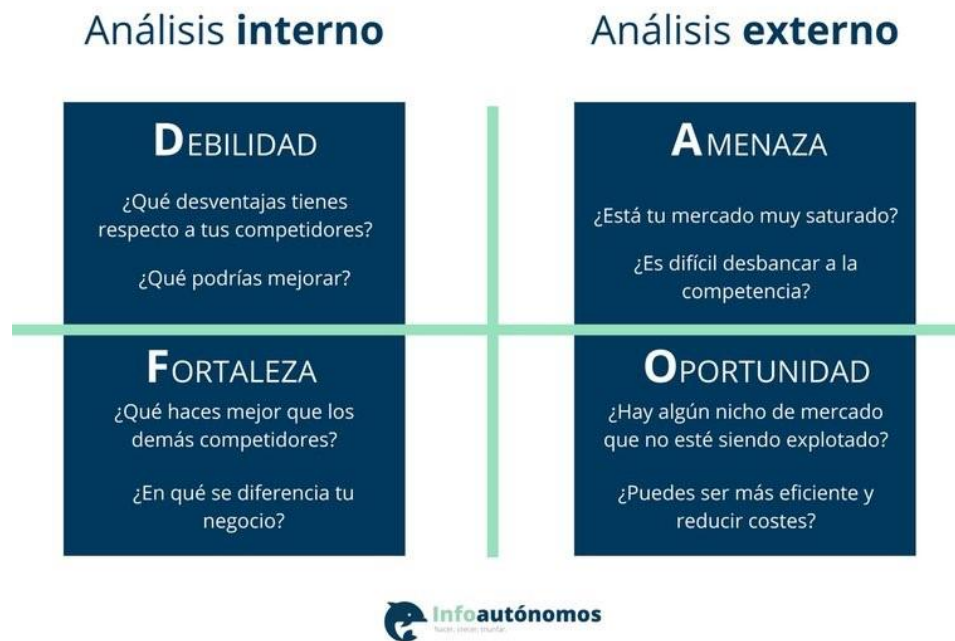 Análisis interno
Análisis externo
DEBILIDAD
¿Qué desventajas tienes
respecto a tus competidores?
¿Qué podrías mejorar?
AMENAZA
¿Está tu mercado muy saturado?
¿Es difícil desbancar a la
competencia?
FORTALEZA
¿Qué haces mejor que los
demás competidores?
¿En qué se diferencia tu
negocio?
OPORTUNIDAD
¿Hay algún nicho de mercado
que no esté siendo explotado?
¿Puedes ser más eficiente y
reducir costes?
Infoautónomos